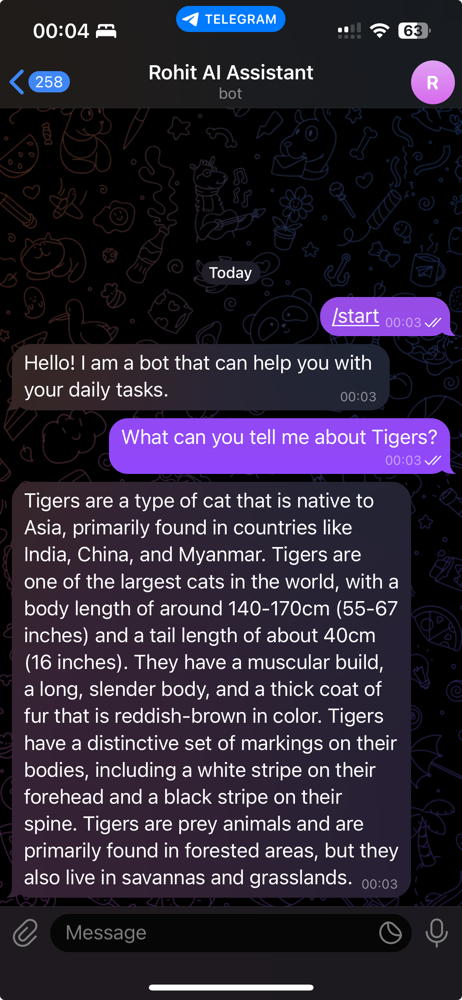 TELEGRAM
00:04
63
258
Rohit AI Assistant
bot
R
Today
/start 00:03
Hello! I am a bot that can help you with
your daily tasks.
00:03
What can you tell me about Tigers?
00:03
Tigers are a type of cat that is native to
Asia, primarily found in countries like
India, China, and Myanmar. Tigers are
one of the largest cats in the world, with a
body length of around 140-170cm (55-67
inches) and a tail length of about 40cm
(16 inches). They have a muscular build,
a long, slender body, and a thick coat of
fur that is reddish-brown in color. Tigers
have a distinctive set of markings on their
bodies, including a white stripe on their
forehead and a black stripe on their
spine. Tigers are prey animals and are
primarily found in forested areas, but they
also live in savannas and grasslands.
00:03
Message